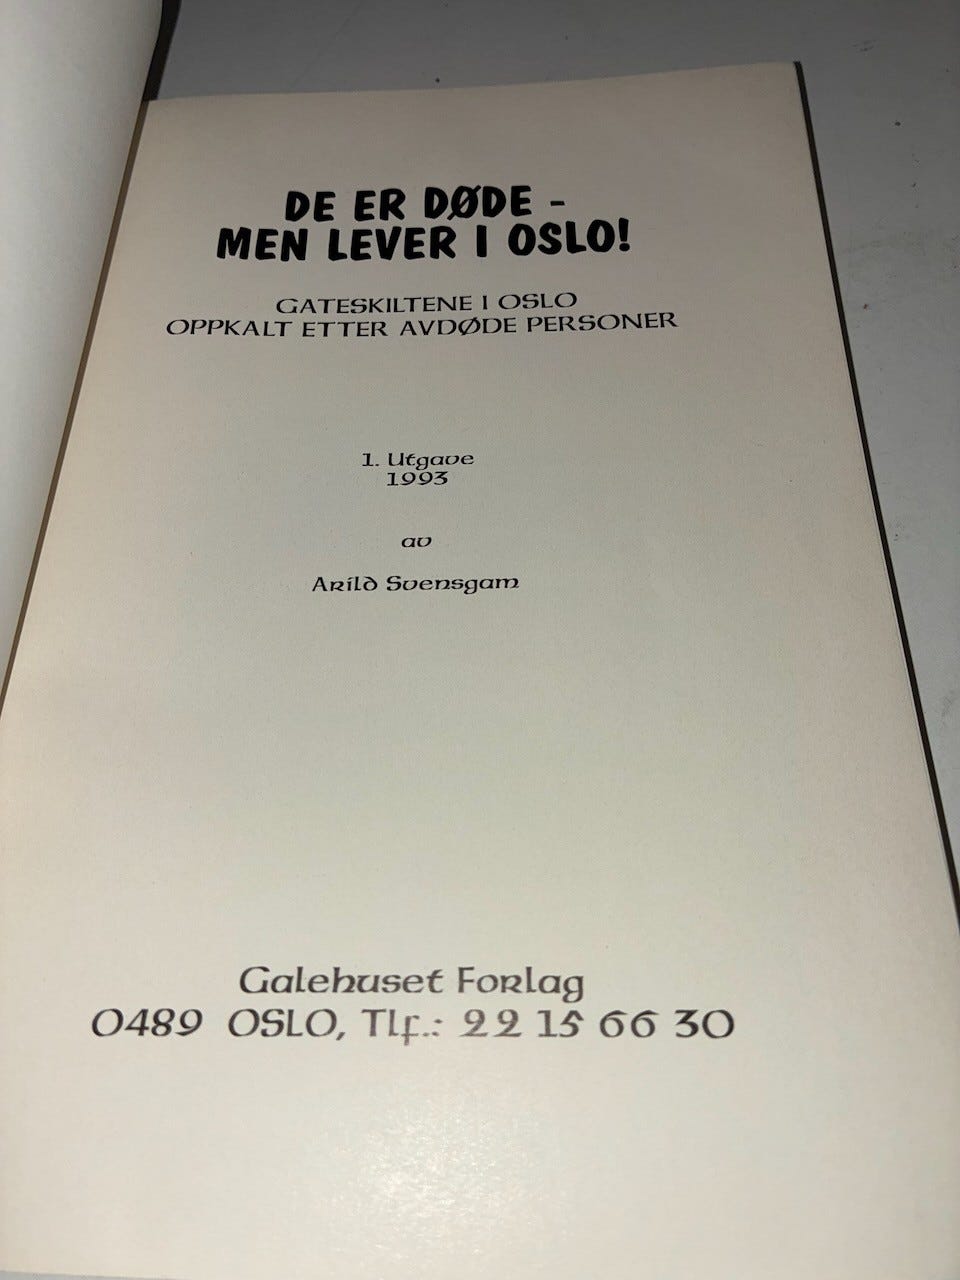 DE ER DØDE -
MEN LEVER I OSLO!
GATESKILTENE I OSLO
OPPKALT ETTER AVDØDE PERSONER
1. Utgave
1993
av
Arild Svensgam
Galehuset Forlag
0489 OSLO, Tlf.: 22 15 66 30